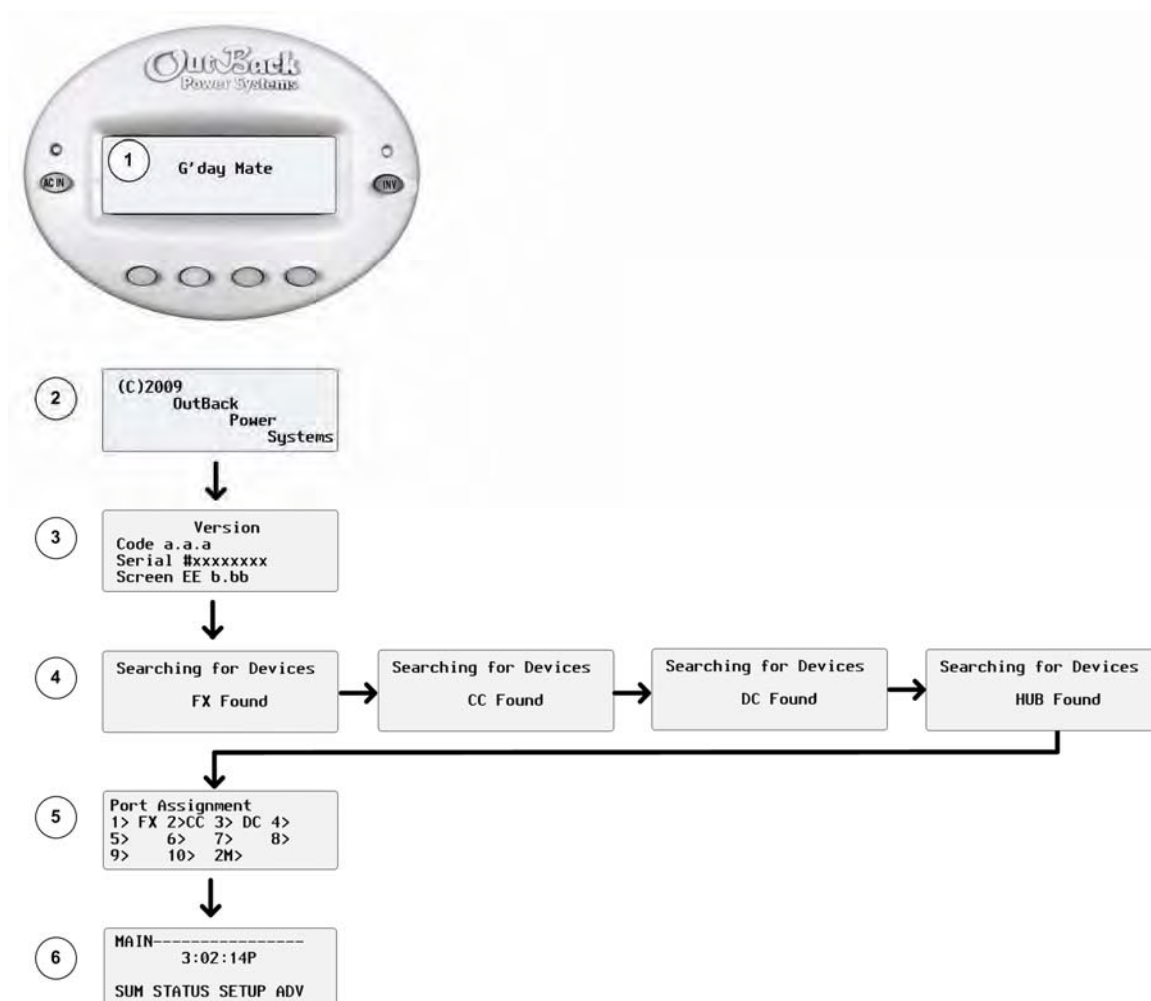 OutBack
Power Systems
1
G'day Mate
AC IN
INV
2
(C)2009
OutBack
Power
Systems
3
Version
Code a.a.a
Serial #xxxxxxxx
Screen EE b.bb
4
Searching for Devices
FX Found
Searching for Devices
CC Found
Searching for Devices
DC Found
Searching for Devices
HUB Found
5
Port Assignment
1> FX 2>CC 3> DC 4>
5> 6> 7> 8>
9> 10> 2M>
6
MAIN----------------
3:02:14P
SUM STATUS SETUP ADV